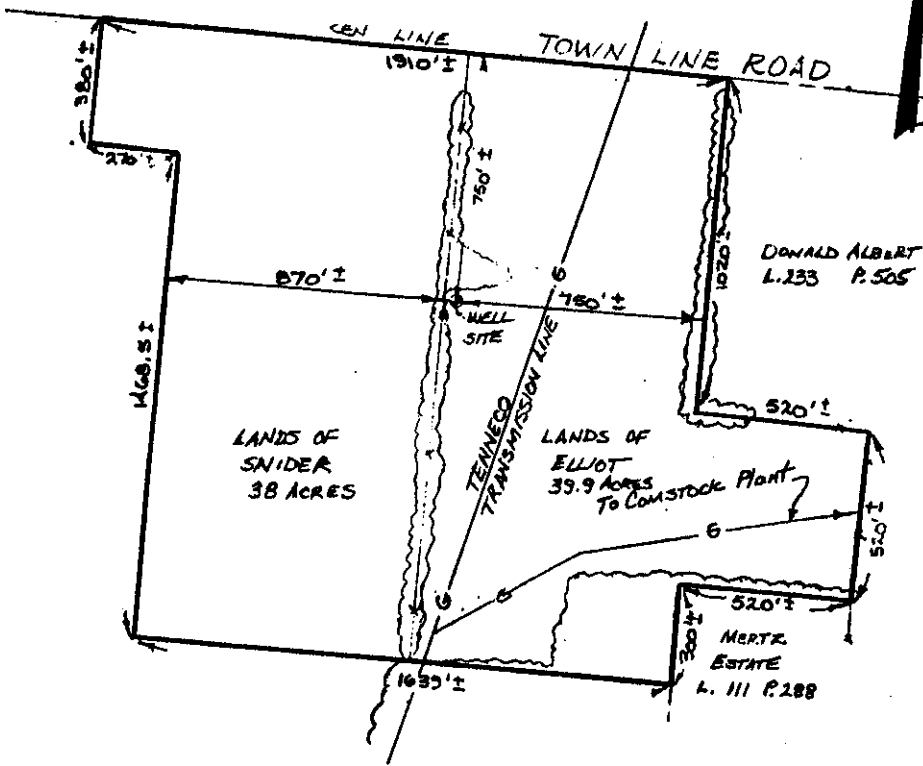 CEN LINE
TOWN LINE ROAD
1910'±
380'±
270'±
750'±
1020'±
DONALD ALBERT
L.233 P.505
870'±
750'±
WELL
SITE
G
1468.5±
TENNECO
TRANSMISSION LINE
520'±
LANDS OF
SNIDER
38 ACRES
LANDS OF
ELLIOT
39.9 ACRES
TO COMSTOCK Plant
G
520'±
G
G
520'±
300'±
MERTZ
ESTATE
L. 111 P.288
1639'±